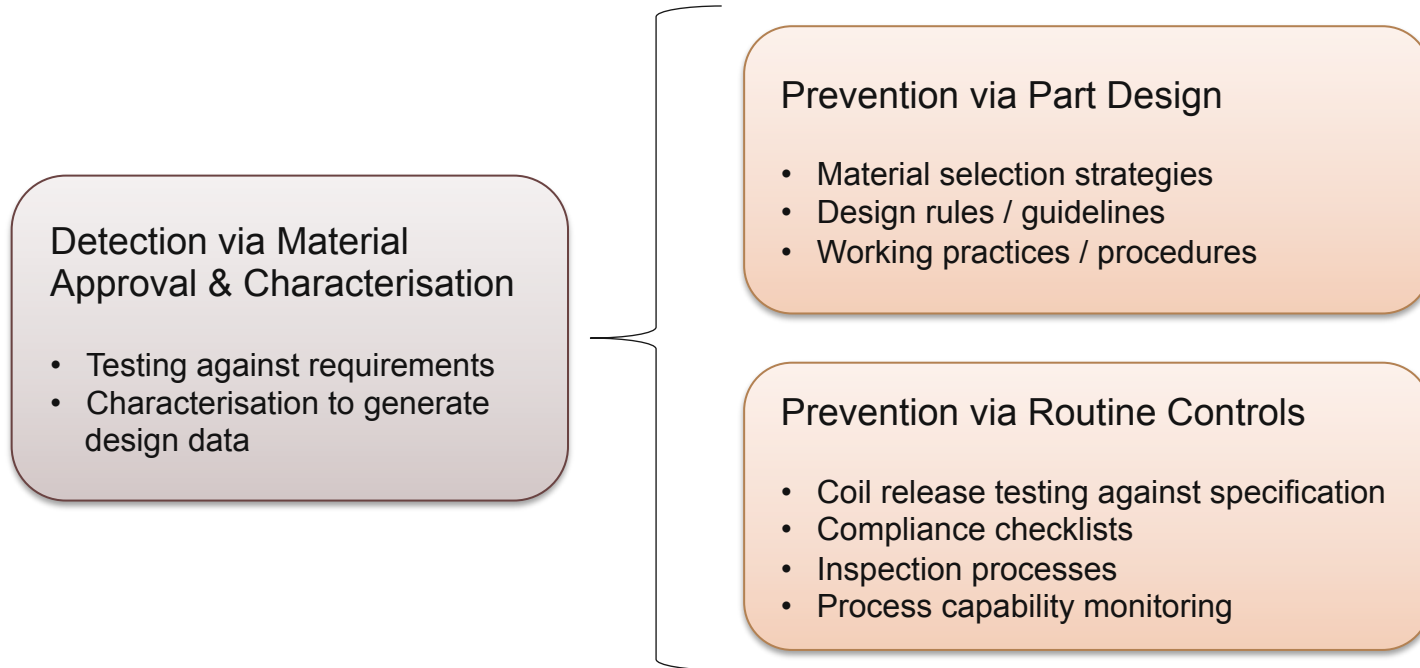 Detection via Material
Approval & Characterisation
• Testing against requirements
• Characterisation to generate
design data
Prevention via Part Design
• Material selection strategies
• Design rules / guidelines
• Working practices / procedures
Prevention via Routine Controls
• Coil release testing against specification
• Compliance checklists
• Inspection processes
• Process capability monitoring